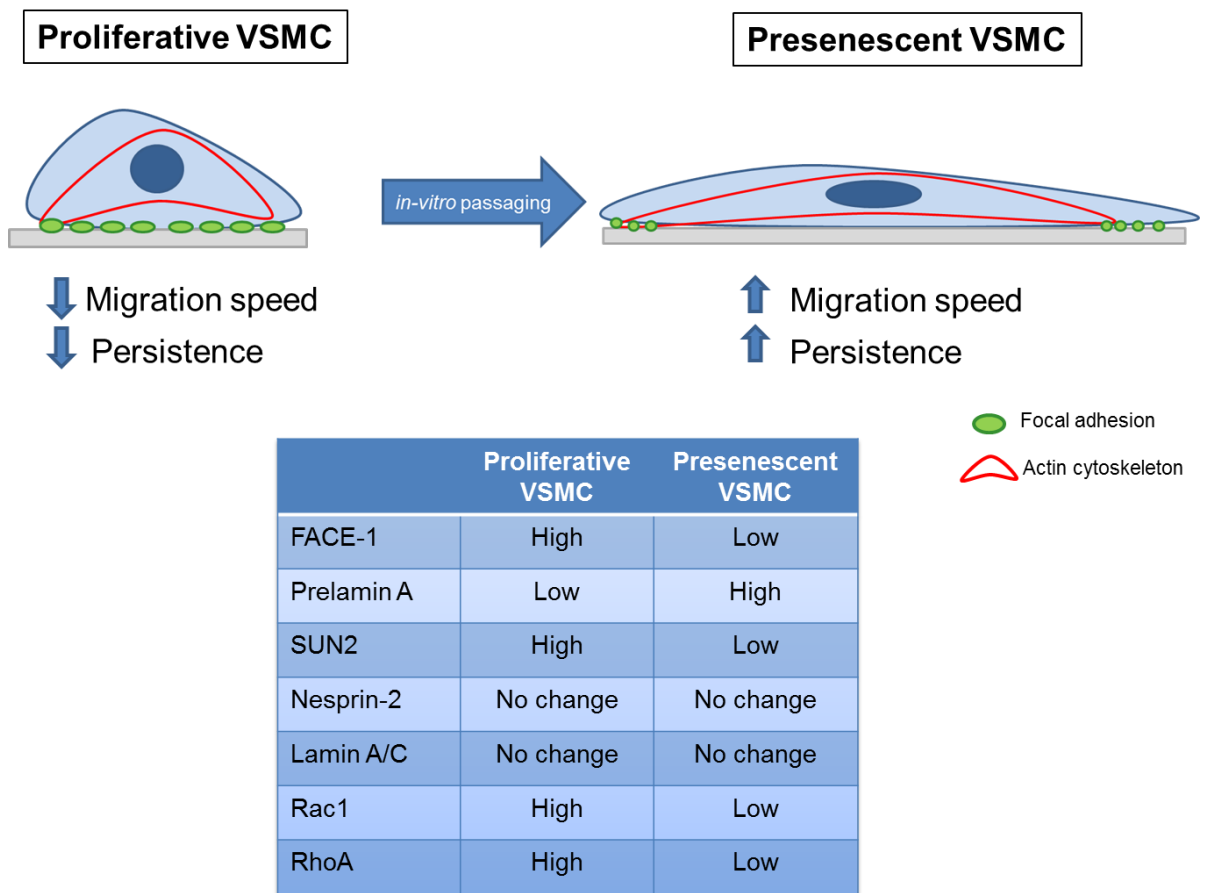 Proliferative VSMC
Presenescent VSMC
in-vitro passaging
Migration speed
Persistence
Migration speed
Persistence
Focal adhesion
Actin cytoskeleton
Proliferative VSMC Presenescent VSMC
FACE-1 High Low
Prelamin A Low High
SUN2 High Low
Nesprin-2 No change No change
Lamin A/C No change No change
Rac1 High Low
RhoA High Low